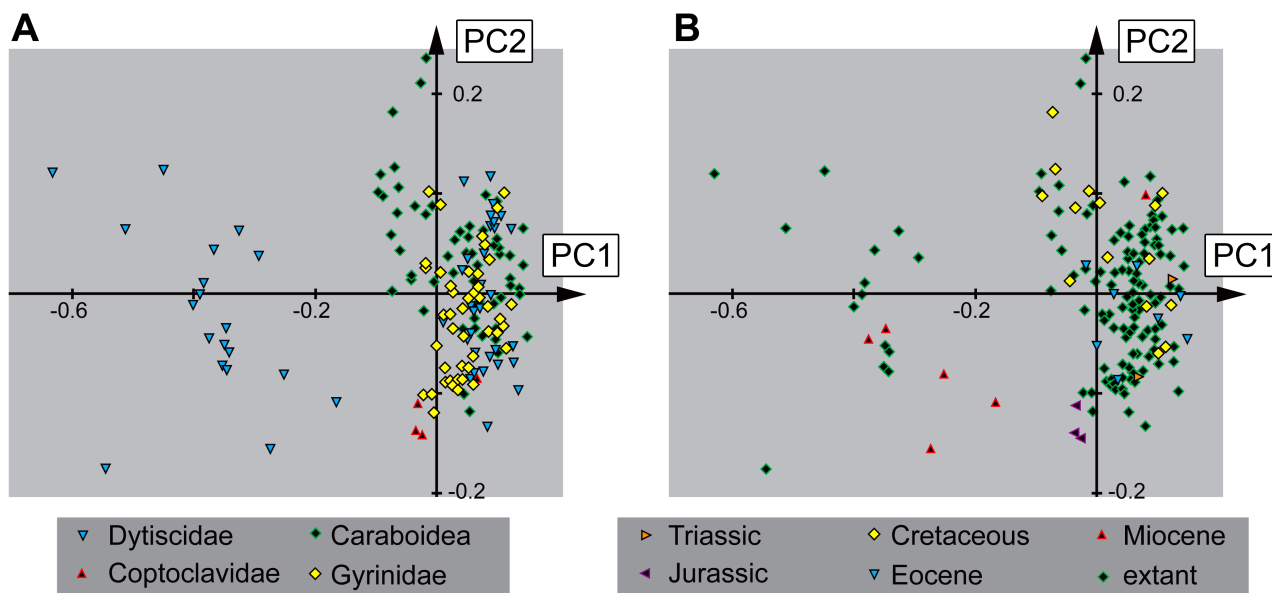 A
PC2
0.2
PC1
-0.6
-0.2
-0.2
Dytiscidae
Caraboidea
Coptoclavidae
Gyrinidae
B
PC2
0.2
PC1
-0.6
-0.2
-0.2
Triassic
Cretaceous
Miocene
Jurassic
Eocene
extant